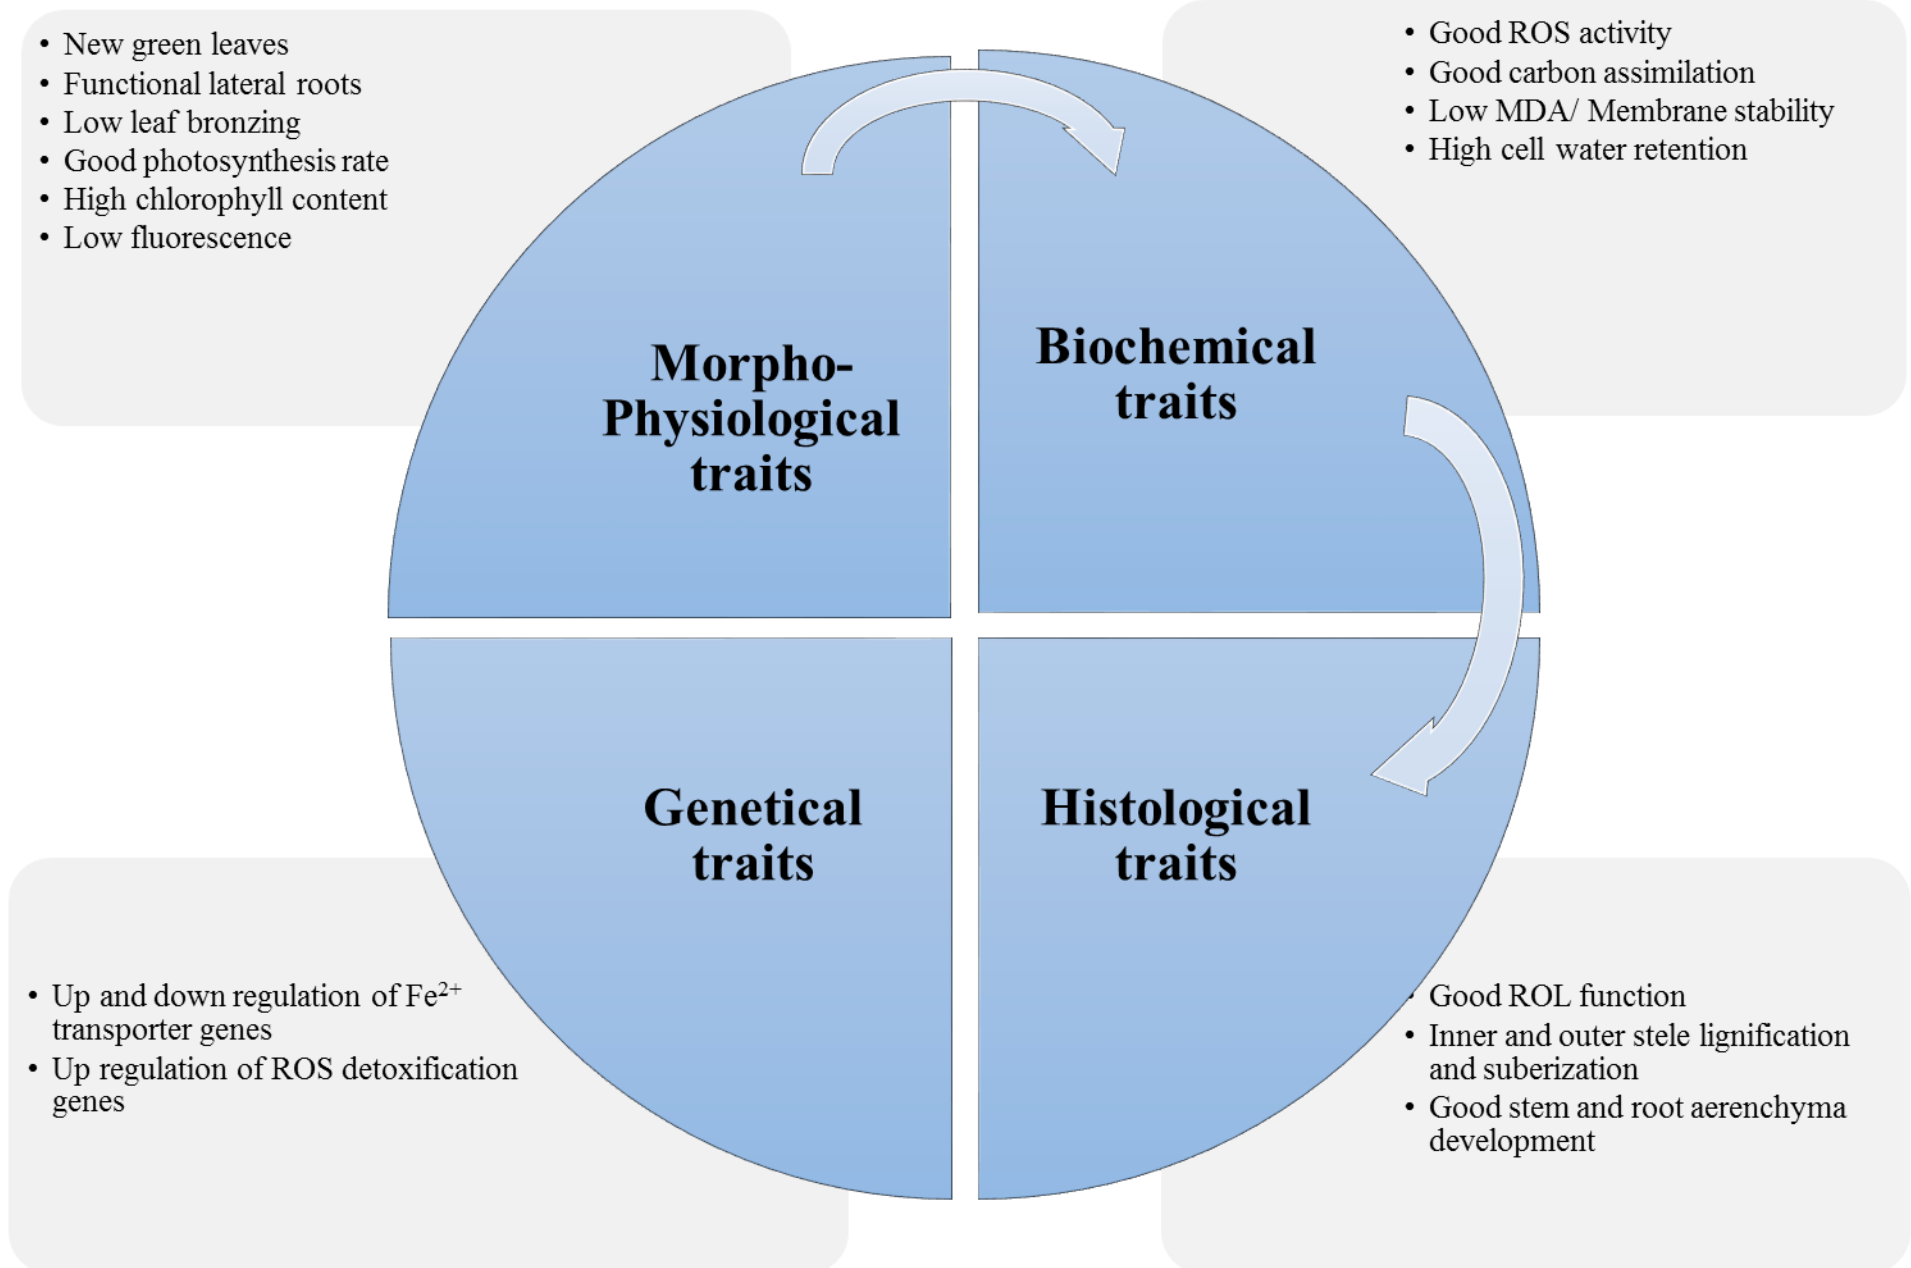 • New green leaves
• Functional lateral roots
• Low leaf bronzing
• Good photosynthesis rate
• High chlorophyll content
• Low fluorescence
• Good ROS activity
• Good carbon assimilation
• Low MDA/ Membrane stability
• High cell water retention
Morpho-
Physiological
traits
Biochemical
traits
Genetical
traits
Histological
traits
• Up and down regulation of Fe²⁺
transporter genes
• Up regulation of ROS detoxification
genes
• Good ROL function
• Inner and outer stele lignification
and suberization
• Good stem and root aerenchyma
development